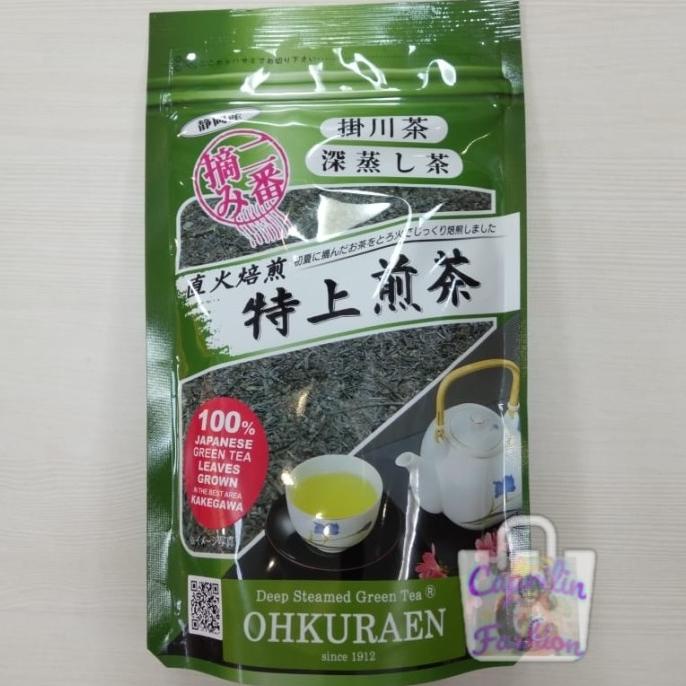 静岡産
掛川茶
深蒸し茶
二番
摘み
初夏に摘んだお茶をとろ火でじっくり焙煎しました
直火焙煎
特上煎茶
100%
JAPANESE
GREEN TEA
LEAVES
GROWN
IN THE BEST AREA
KAKEGAWA
※イメージ写真
Deep Steamed Green Tea®
OHKURAEN
since 1912
Capulin
Fashion